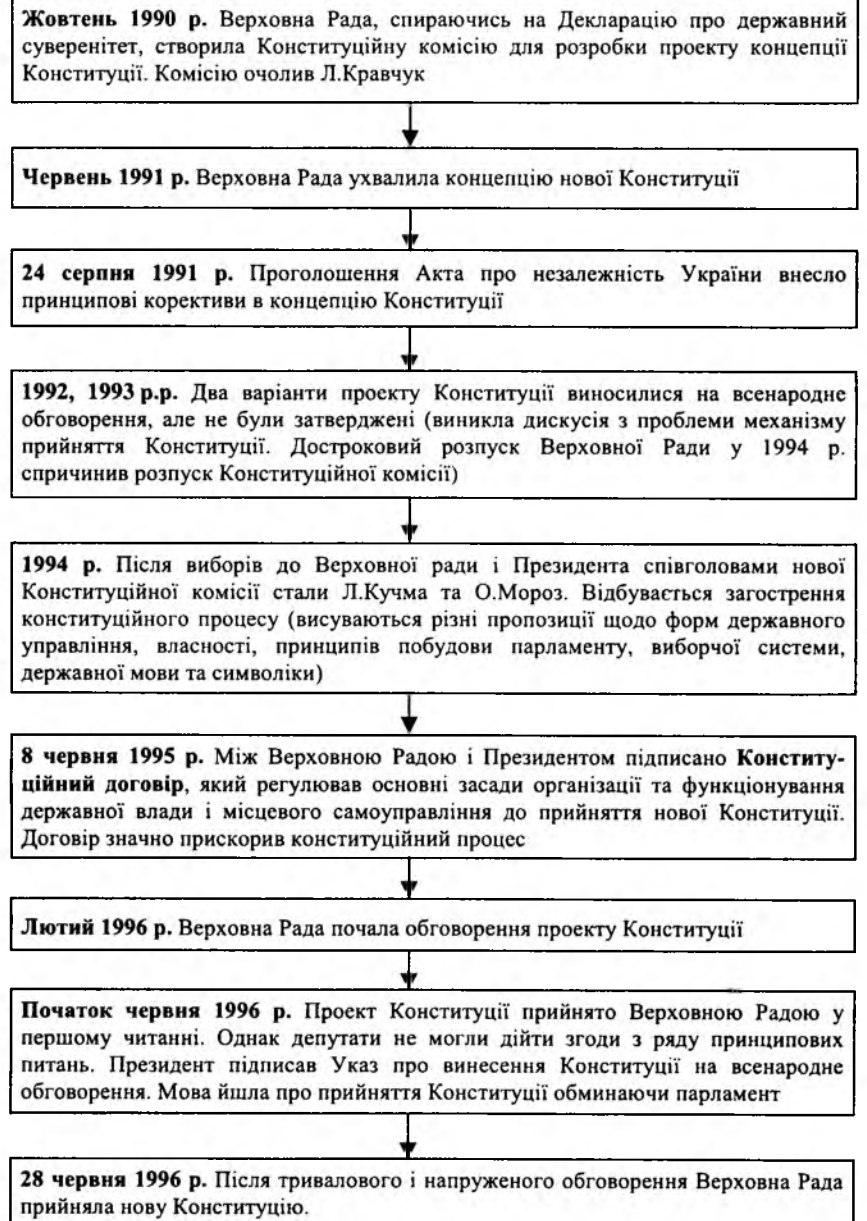 Жовтень 1990 р. Верховна Рада, спираючись на Декларацію про державний
суверенітет, створила Конституційну комісію для розробки проекту концепції
Конституції. Комісію очолив Л.Кравчук
Червень 1991 р. Верховна Рада ухвалила концепцію нової Конституції
24 серпня 1991 р. Проголошення Акта про незалежність України внесло
принципові корективи в концепцію Конституції
1992, 1993 р.р. Два варіанти проекту Конституції виносилися на всенародне
обговорення, але не були затверджені (виникла дискусія з проблеми механізму
прийняття Конституції. Достроковий розпуск Верховної Ради у 1994 р.
спричинив розпуск Конституційної комісії)
1994 р. Після виборів до Верховної ради і Президента співголовами нової
Конституційної комісії стали Л.Кучма та О.Мороз. Відбувається загострення
конституційного процесу (висуваються різні пропозиції щодо форм державного
управління, власності, принципів побудови парламенту, виборчої системи,
державної мови та символіки)
8 червня 1995 р. Між Верховною Радою і Президентом підписано Конститу-
ційний договір, який регулював основні засади організації та функціонування
державної влади і місцевого самоуправління до прийняття нової Конституції.
Договір значно прискорив конституційний процес
Лютий 1996 р. Верховна Рада почала обговорення проекту Конституції
Початок червня 1996 р. Проект Конституції прийнято Верховною Радою у
першому читанні. Однак депутати не могли дійти згоди з ряду принципових
питань. Президент підписав Указ про винесення Конституції на всенародне
обговорення. Мова йшла про прийняття Конституції обминаючи парламент
28 червня 1996 р. Після тривалового і напруженого обговорення Верховна Рада
прийняла нову Конституцію.